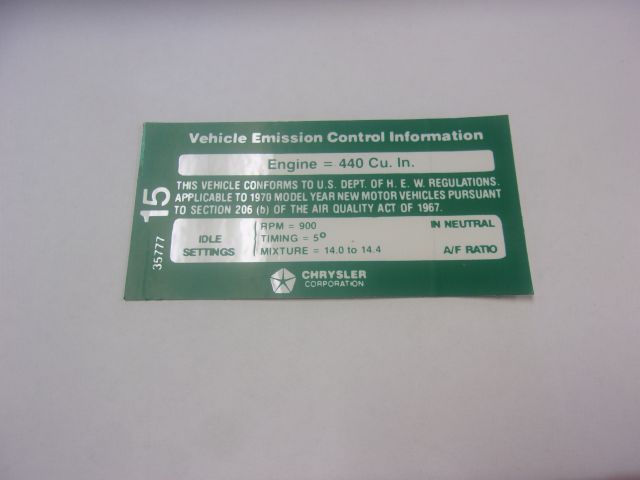 Vehicle Emission Control Information
Engine = 440 Cu. In.
THIS VEHICLE CONFORMS TO U.S. DEPT. OF H. E. W. REGULATIONS.
APPLICABLE TO 1970 MODEL YEAR NEW MOTOR VEHICLES PURSUANT
TO SECTION 206 (b) OF THE AIR QUALITY ACT OF 1967.
IDLE
SETTINGS
RPM = 900 IN NEUTRAL
TIMING = 5°
MIXTURE = 14.0 to 14.4 A/F RATIO
CHRYSLER
CORPORATION
35777 15